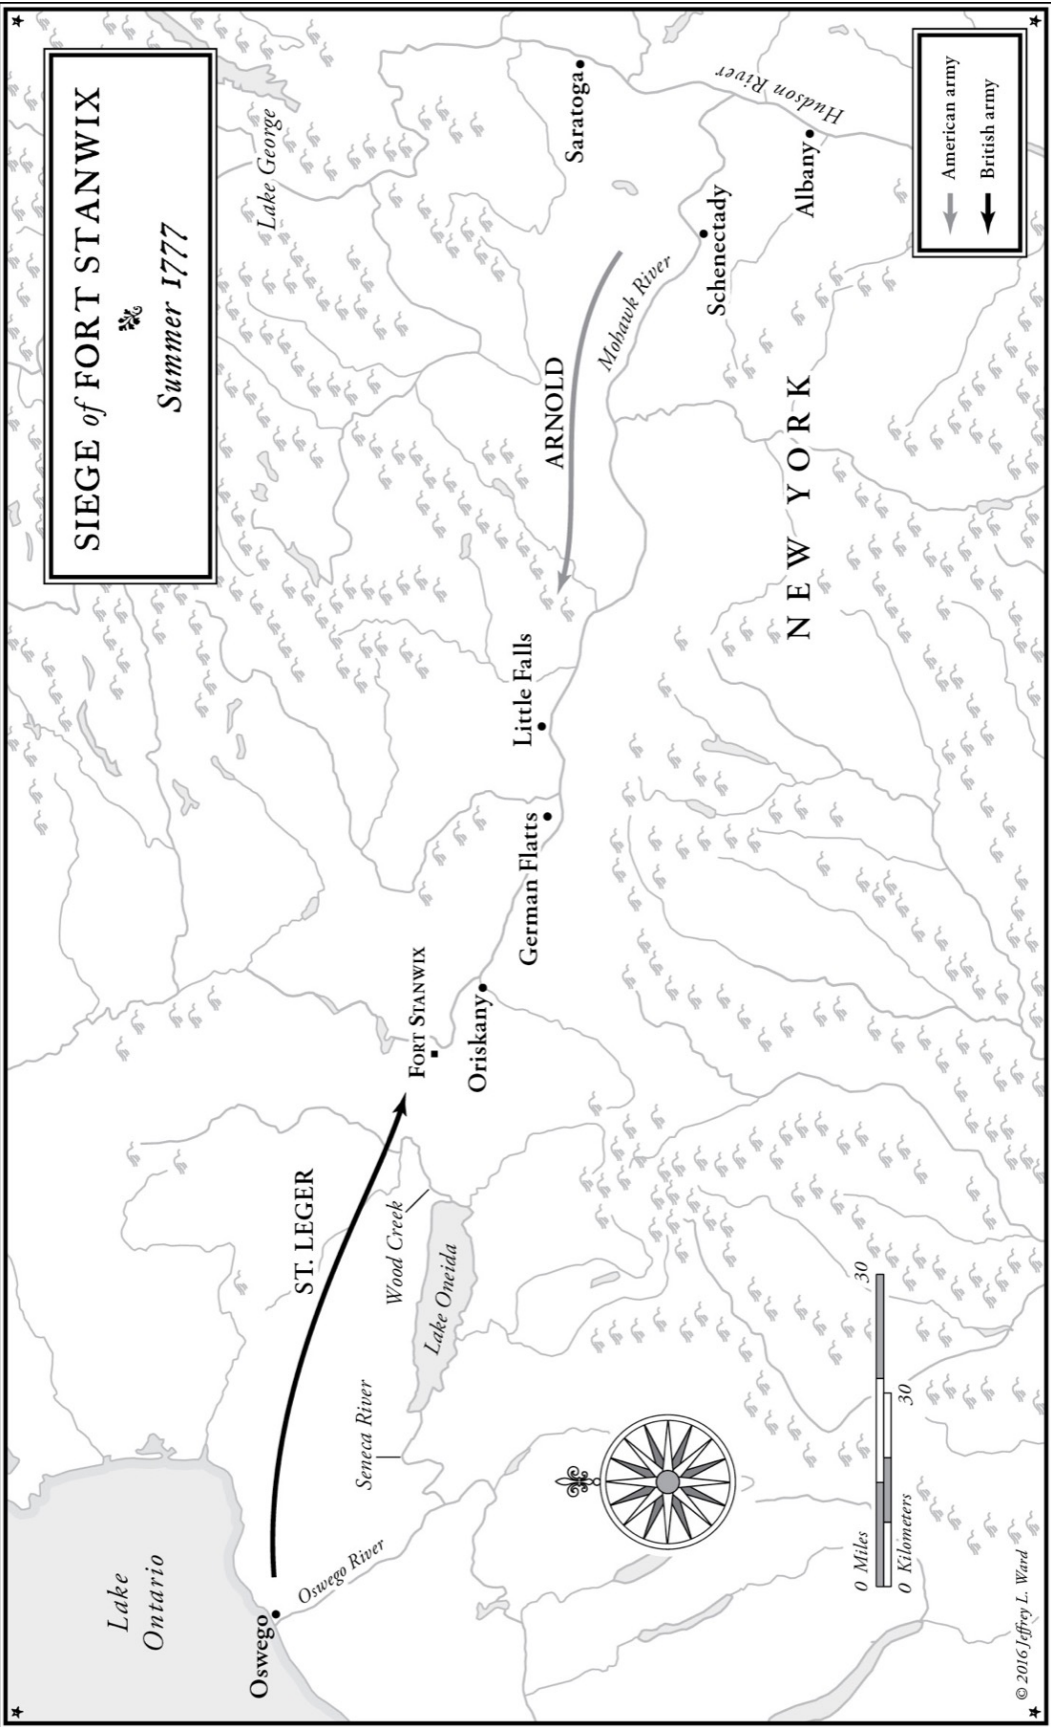 SIEGE of FORT STANWIX
Summer 1777
Lake
Ontario
Oswego
Oswego River
Seneca River
Lake Oneida
Wood Creek
ST. LEGER
FORT STANWIX
Oriskany
German Flatts
Little Falls
ARNOLD
Mohawk River
Lake George
Saratoga
Hudson River
Schenectady
Albany
NEW YORK
0 Miles 30
0 Kilometers 30
American army
British army
© 2016 Jeffrey L. Ward